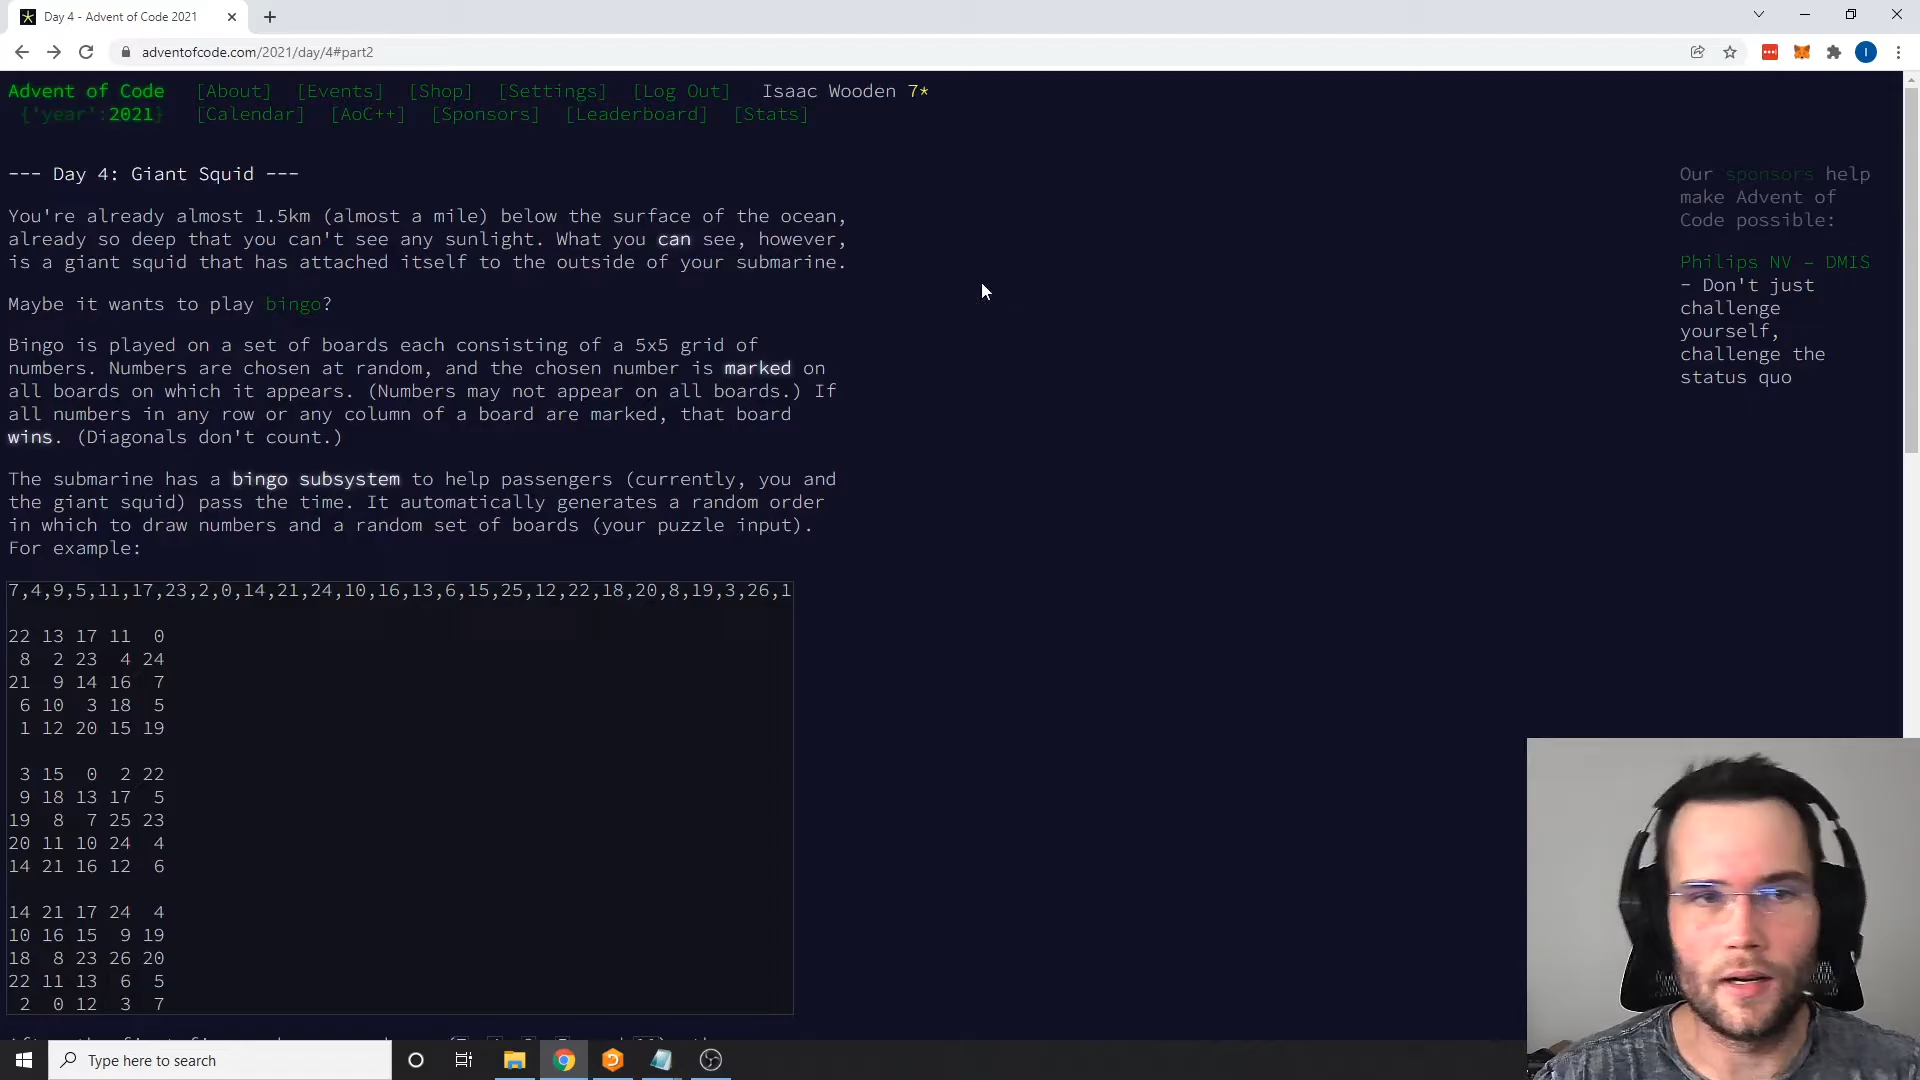 Day 4 - Advent of Code 2021
adventofcode.com/2021/day/4#part2
Advent of Code [About] [Events] [Shop] [Settings] [Log Out] Isaac Wooden 7*
{'year':2021} [Calendar] [AoC++] [Sponsors] [Leaderboard] [Stats]
--- Day 4: Giant Squid ---
You're already almost 1.5km (almost a mile) below the surface of the ocean,
already so deep that you can't see any sunlight. What you can see, however,
is a giant squid that has attached itself to the outside of your submarine.
Maybe it wants to play bingo?
Bingo is played on a set of boards each consisting of a 5x5 grid of
numbers. Numbers are chosen at random, and the chosen number is marked on
all boards on which it appears. (Numbers may not appear on all boards.) If
all numbers in any row or any column of a board are marked, that board
wins. (Diagonals don't count.)
The submarine has a bingo subsystem to help passengers (currently, you and
the giant squid) pass the time. It automatically generates a random order
in which to draw numbers and a random set of boards (your puzzle input).
For example:
7,4,9,5,11,17,23,2,0,14,21,24,10,16,13,6,15,25,12,22,18,20,8,19,3,26,1
22 13 17 11 0
8 2 23 4 24
21 9 14 16 7
6 10 3 18 5
1 12 20 15 19
3 15 0 2 22
9 18 13 17 5
19 8 7 25 23
20 11 10 24 4
14 21 16 12 6
14 21 17 24 4
10 16 15 9 19
18 8 23 26 20
22 11 13 6 5
2 0 12 3 7
Our sponsors help
make Advent of
Code possible:
Philips NV – DMIS
- Don't just
challenge
yourself,
challenge the
status quo
I
Type here to search